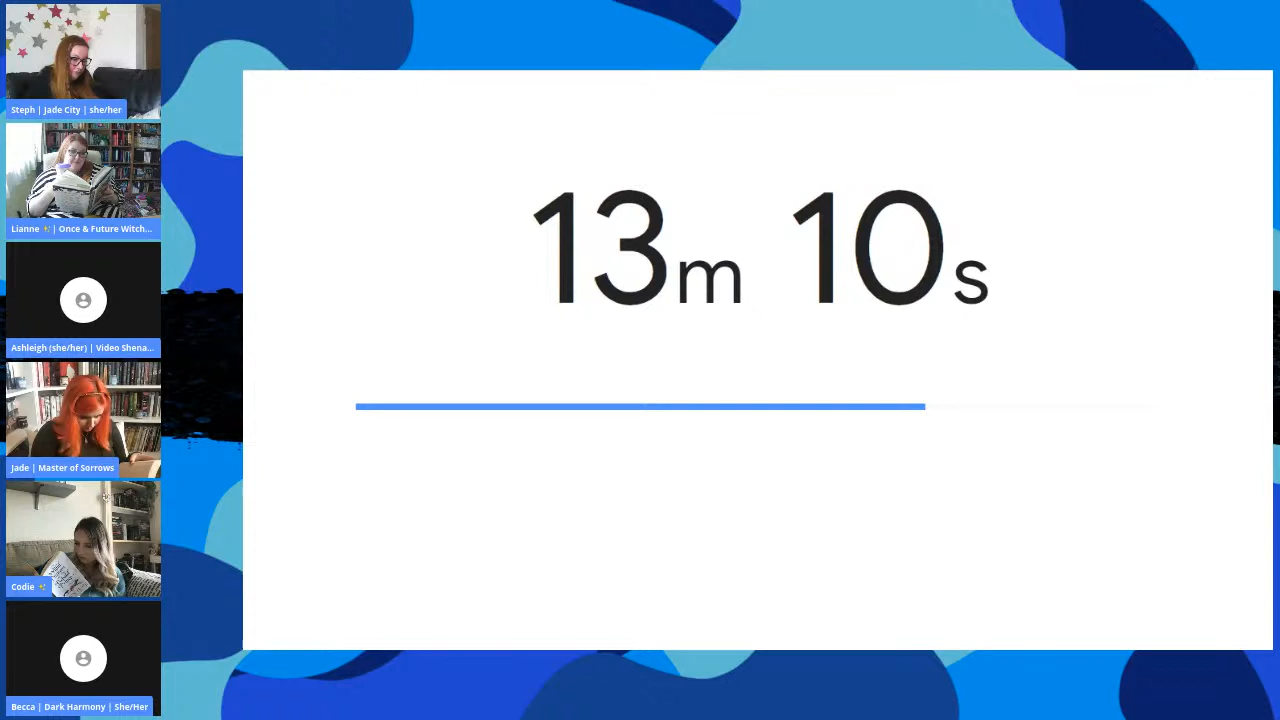 Steph | Jade City | she/her
Lianne ✨ | Once & Future Witch...
Ashleigh (she/her) | Video Shena...
Jade | Master of Sorrows
Codie ✨
Becca | Dark Harmony | She/Her
13m 10s